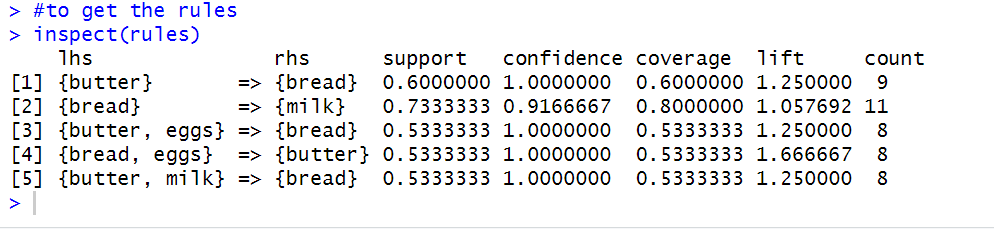 > #to get the rules
> inspect(rules)
    lhs               rhs      support   confidence coverage  lift     count
[1] {butter}       => {bread}  0.6000000 1.0000000  0.6000000 1.250000  9
[2] {bread}        => {milk}   0.7333333 0.9166667  0.8000000 1.057692 11
[3] {butter, eggs} => {bread}  0.5333333 1.0000000  0.5333333 1.250000  8
[4] {bread, eggs}  => {butter} 0.5333333 1.0000000  0.5333333 1.666667  8
[5] {butter, milk} => {bread}  0.5333333 1.0000000  0.5333333 1.250000  8
>